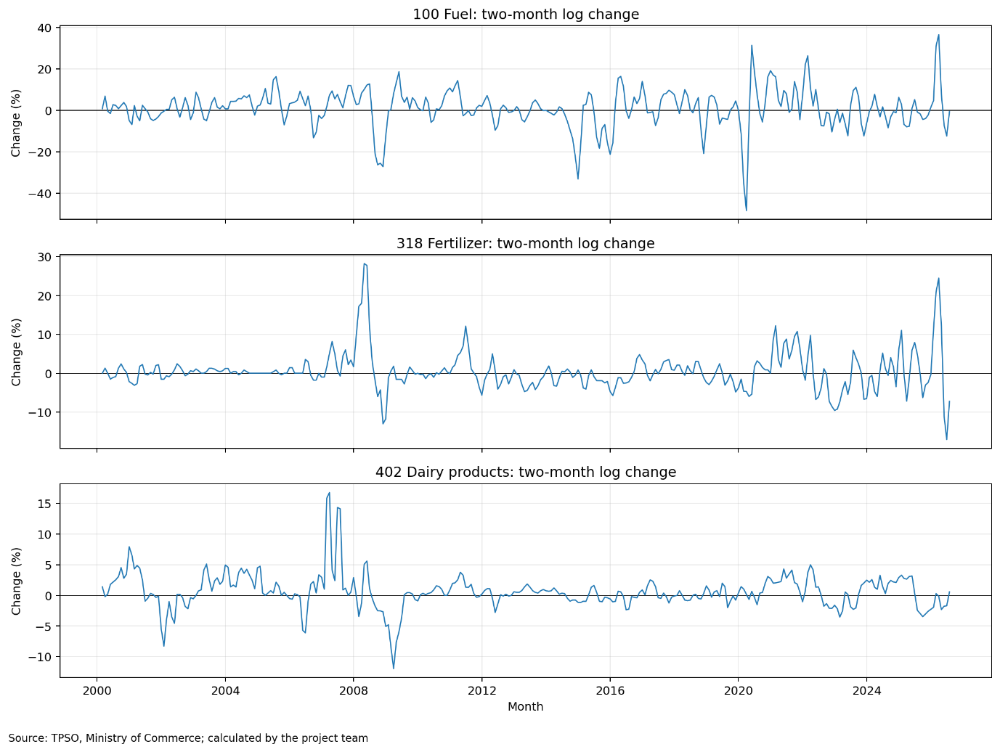 100 Fuel: two-month log change
Change (%)
40
20
0
−20
−40
318 Fertilizer: two-month log change
Change (%)
30
20
10
0
−10
402 Dairy products: two-month log change
Change (%)
15
10
5
0
−5
−10
2000 2004 2008 2012 2016 2020 2024
Month
Source: TPSO, Ministry of Commerce; calculated by the project team